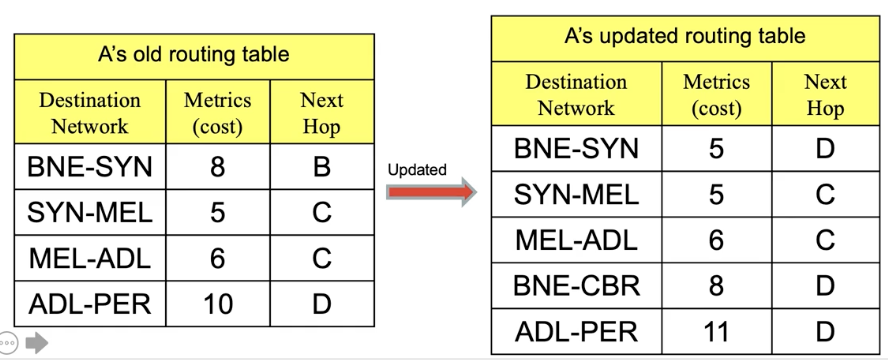 A's old routing table
Destination Network Metrics (cost) Next Hop
BNE-SYN 8 B
SYN-MEL 5 C
MEL-ADL 6 C
ADL-PER 10 D
Updated
A's updated routing table
Destination Network Metrics (cost) Next Hop
BNE-SYN 5 D
SYN-MEL 5 C
MEL-ADL 6 C
BNE-CBR 8 D
ADL-PER 11 D